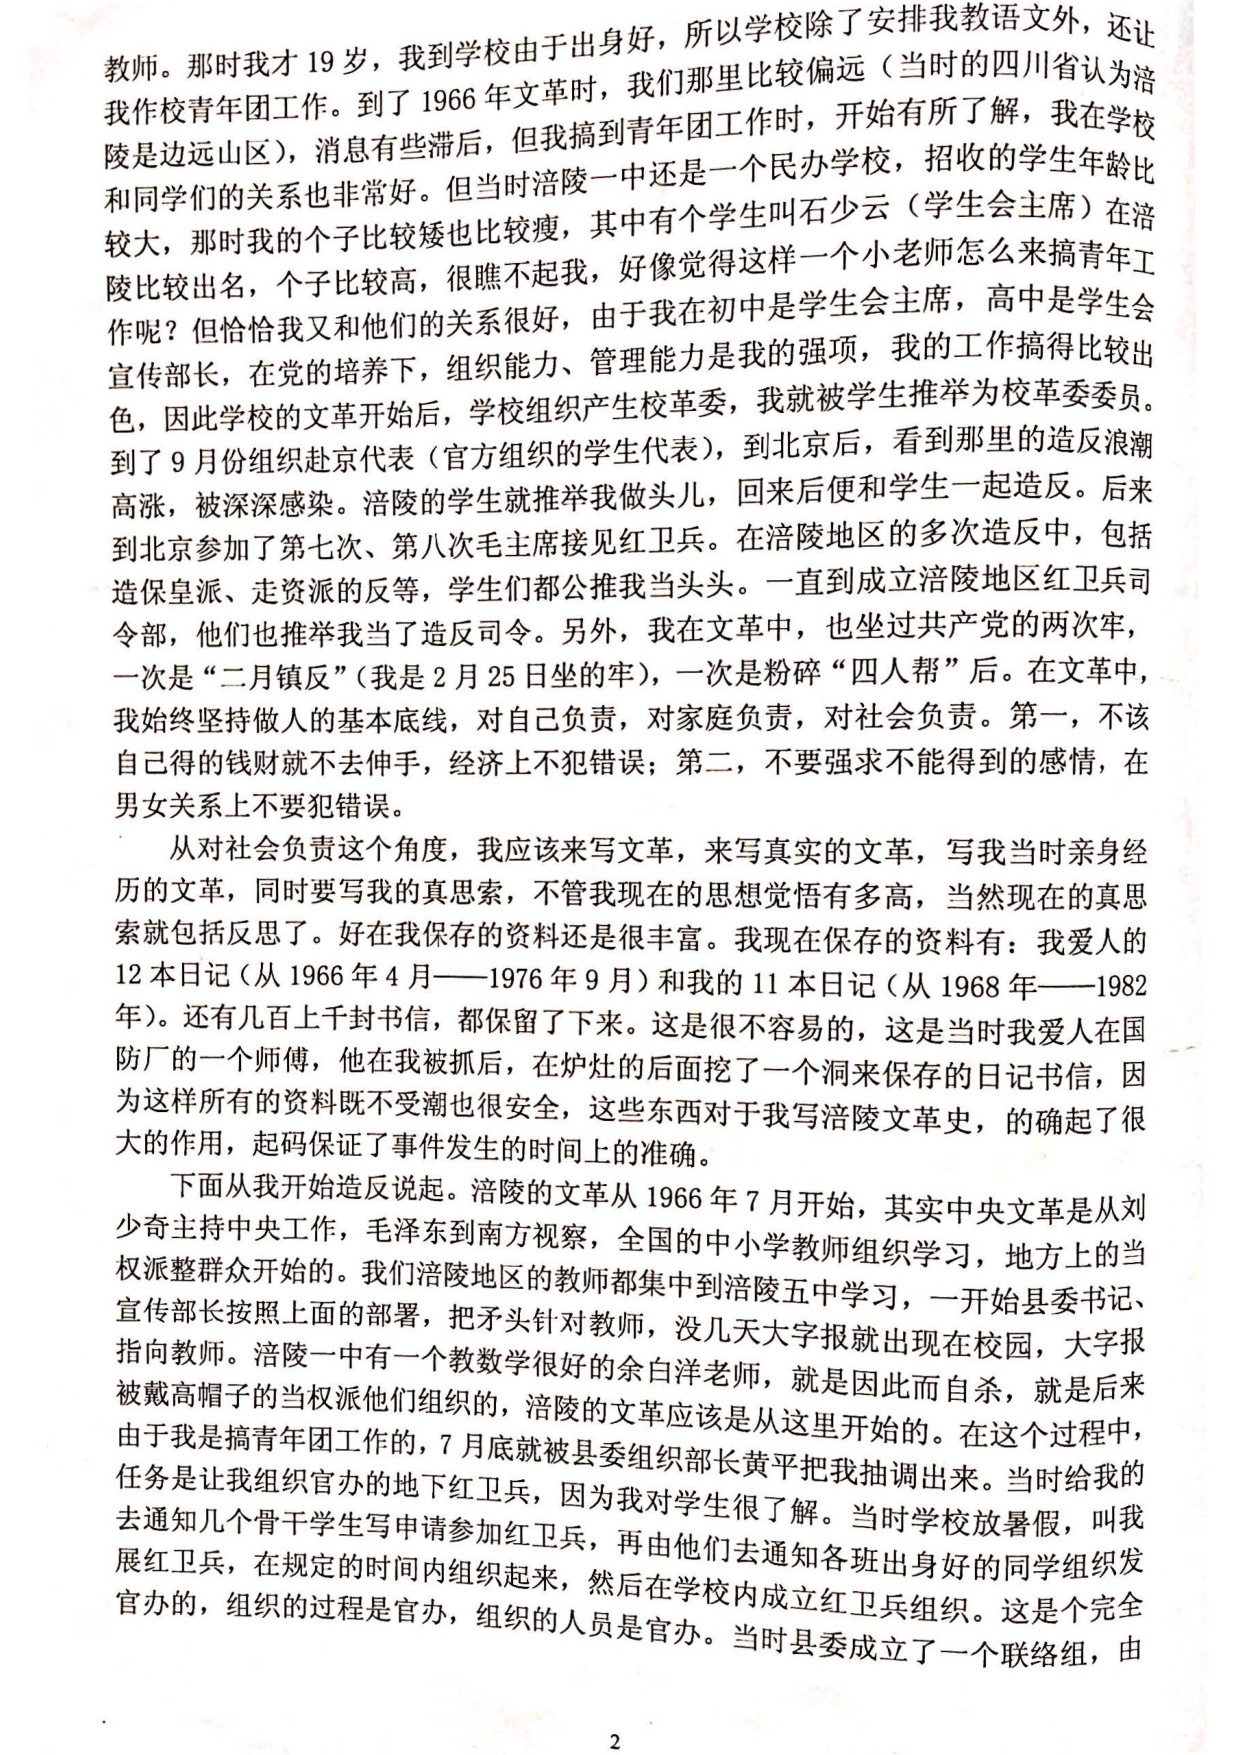 教师。那时我才 19 岁，我到学校由于出身好，所以学校除了安排我教语文外，还让
我作校青年团工作。到了 1966 年文革时，我们那里比较偏远（当时的四川省认为涪
陵是边远山区），消息有些滞后，但我搞到青年团工作时，开始有所了解，我在学校
和同学们的关系也非常好。但当时涪陵一中还是一个民办学校，招收的学生年龄比
较大，那时我的个子比较矮也比较瘦，其中有个学生叫石少云（学生会主席）在涪
陵比较出名，个子比较高，很瞧不起我，好像觉得这样一个小老师怎么来搞青年工
作呢？但恰恰我又和他们的关系很好，由于我在初中是学生会主席，高中是学生会
宣传部长，在党的培养下，组织能力、管理能力是我的强项，我的工作搞得比较出
色，因此学校的文革开始后，学校组织产生校革委，我就被学生推举为校革委委员。
到了 9 月份组织赴京代表（官方组织的学生代表），到北京后，看到那里的造反浪潮
高涨，被深深感染。涪陵的学生就推举我做头儿，回来后便和学生一起造反。后来
到北京参加了第七次、第八次毛主席接见红卫兵。在涪陵地区的多次造反中，包括
造保皇派、走资派的反等，学生们都公推我当头头。一直到成立涪陵地区红卫兵司
令部，他们也推举我当了造反司令。另外，我在文革中，也坐过共产党的两次牢，
一次是“二月镇反”（我是 2 月 25 日坐的牢），一次是粉碎“四人帮”后。在文革中，
我始终坚持做人的基本底线，对自己负责，对家庭负责，对社会负责。第一，不该
自己得的钱财就不去伸手，经济上不犯错误；第二，不要强求不能得到的感情，在
男女关系上不要犯错误。
从对社会负责这个角度，我应该来写文革，来写真实的文革，写我当时亲身经
历的文革，同时要写我的真思索，不管我现在的思想觉悟有多高，当然现在的真思
索就包括反思了。好在我保存的资料还是很丰富。我现在保存的资料有：我爱人的
12 本日记（从 1966 年 4 月——1976 年 9 月）和我的 11 本日记（从 1968 年——1982
年）。还有几百上千封书信，都保留了下来。这是很不容易的，这是当时我爱人在国
防厂的一个师傅，他在我被抓后，在炉灶的后面挖了一个洞来保存的日记书信，因
为这样所有的资料既不受潮也很安全，这些东西对于我写涪陵文革史，的确起了很
大的作用，起码保证了事件发生的时间上的准确。
下面从我开始造反说起。涪陵的文革从 1966 年 7 月开始，其实中央文革是从刘
少奇主持中央工作，毛泽东到南方视察，全国的中小学教师组织学习，地方上的当
权派整群众开始的。我们涪陵地区的教师都集中到涪陵五中学习，一开始县委书记、
宣传部长按照上面的部署，把矛头针对教师，没几天大字报就出现在校园，大字报
指向教师。涪陵一中有一个教数学很好的余白洋老师，就是因此而自杀，就是后来
被戴高帽子的当权派他们组织的，涪陵的文革应该是从这里开始的。在这个过程中，
由于我是搞青年团工作的，7 月底就被县委组织部长黄平把我抽调出来。当时给我的
任务是让我组织官办的地下红卫兵，因为我对学生很了解。当时学校放暑假，叫我
去通知几个骨干学生写申请参加红卫兵，再由他们去通知各班出身好的同学组织发
展红卫兵，在规定的时间内组织起来，然后在学校内成立红卫兵组织。这是个完全
官办的，组织的过程是官办，组织的人员是官办。当时县委成立了一个联络组，由
2